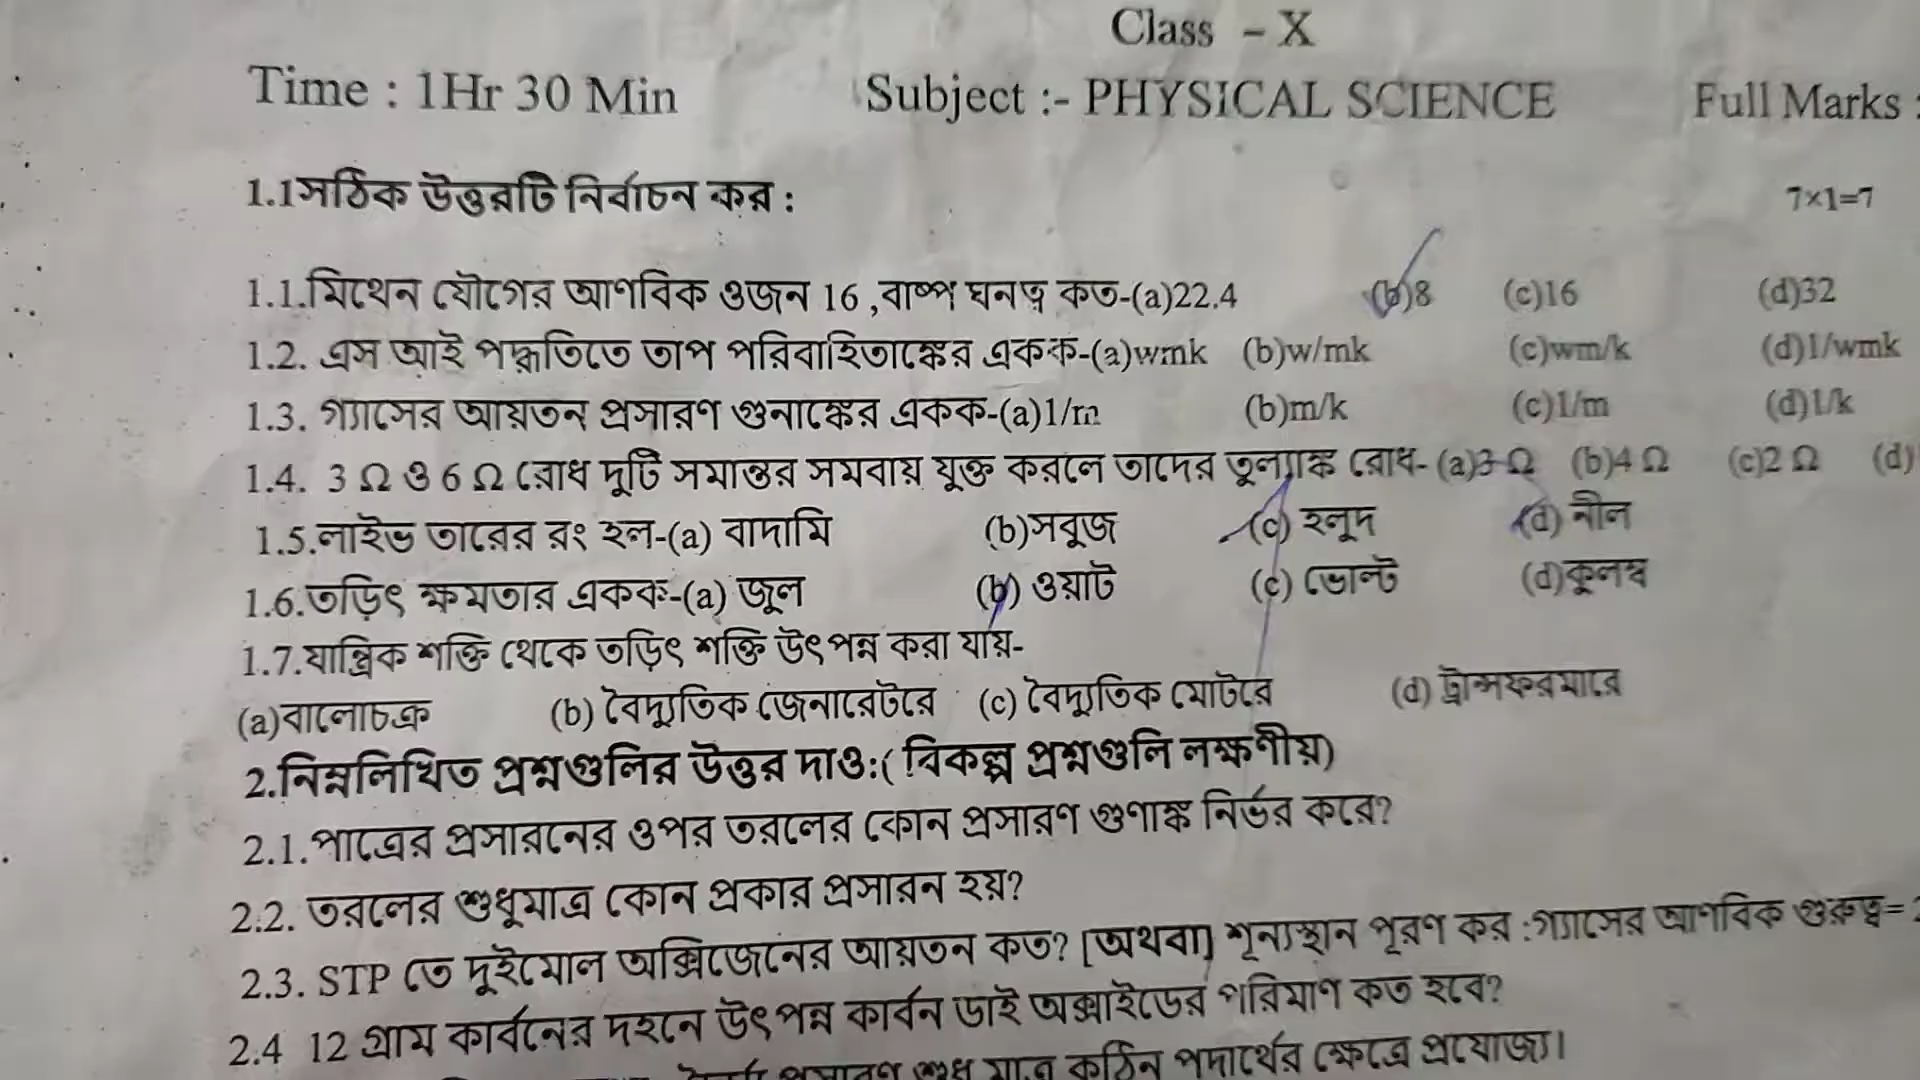 Class - X
Time : 1Hr 30 Min Subject :- PHYSICAL SCIENCE Full Marks :
1.1সঠিক উত্তরটি নির্বাচন কর : 7×1=7
1.1.মিথেন যৌগের আণবিক ওজন 16 ,বাষ্প ঘনত্ব কত-(a)22.4 (b)8 (c)16 (d)32
1.2. এস আই পদ্ধতিতে তাপ পরিবাহিতাঙ্কের একক-(a)wmk (b)w/mk (c)wm/k (d)1/wmk
1.3. গ্যাসের আয়তন প্রসারণ গুনাঙ্কের একক-(a)1/m (b)m/k (c)1/m (d)1/k
1.4. 3 Ω ও 6 Ω রোধ দুটি সমান্তর সমবায় যুক্ত করলে তাদের তুল্যাঙ্ক রোধ- (a)3 Ω (b)4 Ω (c)2 Ω (d)
1.5.লাইভ তারের রং হল-(a) বাদামি (b)সবুজ (c) হলুদ (d) নীল
1.6.তড়িৎ ক্ষমতার একক-(a) জুল (b) ওয়াট (c) ভোল্ট (d)কুলম্ব
1.7.যান্ত্রিক শক্তি থেকে তড়িৎ শক্তি উৎপন্ন করা যায়-
(a)বালোচক্র (b) বৈদ্যুতিক জেনারেটরে (c) বৈদ্যুতিক মোটরে (d) ট্রান্সফরমারে
2.নিম্নলিখিত প্রশ্নগুলির উত্তর দাও:( বিকল্প প্রশ্নগুলি লক্ষণীয়)
2.1.পাত্রের প্রসারনের ওপর তরলের কোন প্রসারণ গুণাঙ্ক নির্ভর করে?
2.2. তরলের শুধুমাত্র কোন প্রকার প্রসারন হয়?
2.3. STP তে দুইমোল অক্সিজেনের আয়তন কত? [অথবা] শূন্যস্থান পূরণ কর :গ্যাসের আণবিক গুরুত্ব=
2.4 12 গ্রাম কার্বনের দহনে উৎপন্ন কার্বন ডাই অক্সাইডের পরিমাণ কত হবে?
প্রসারণ শুধু মাত্র কঠিন পদার্থের ক্ষেত্রে প্রযোজ্য।